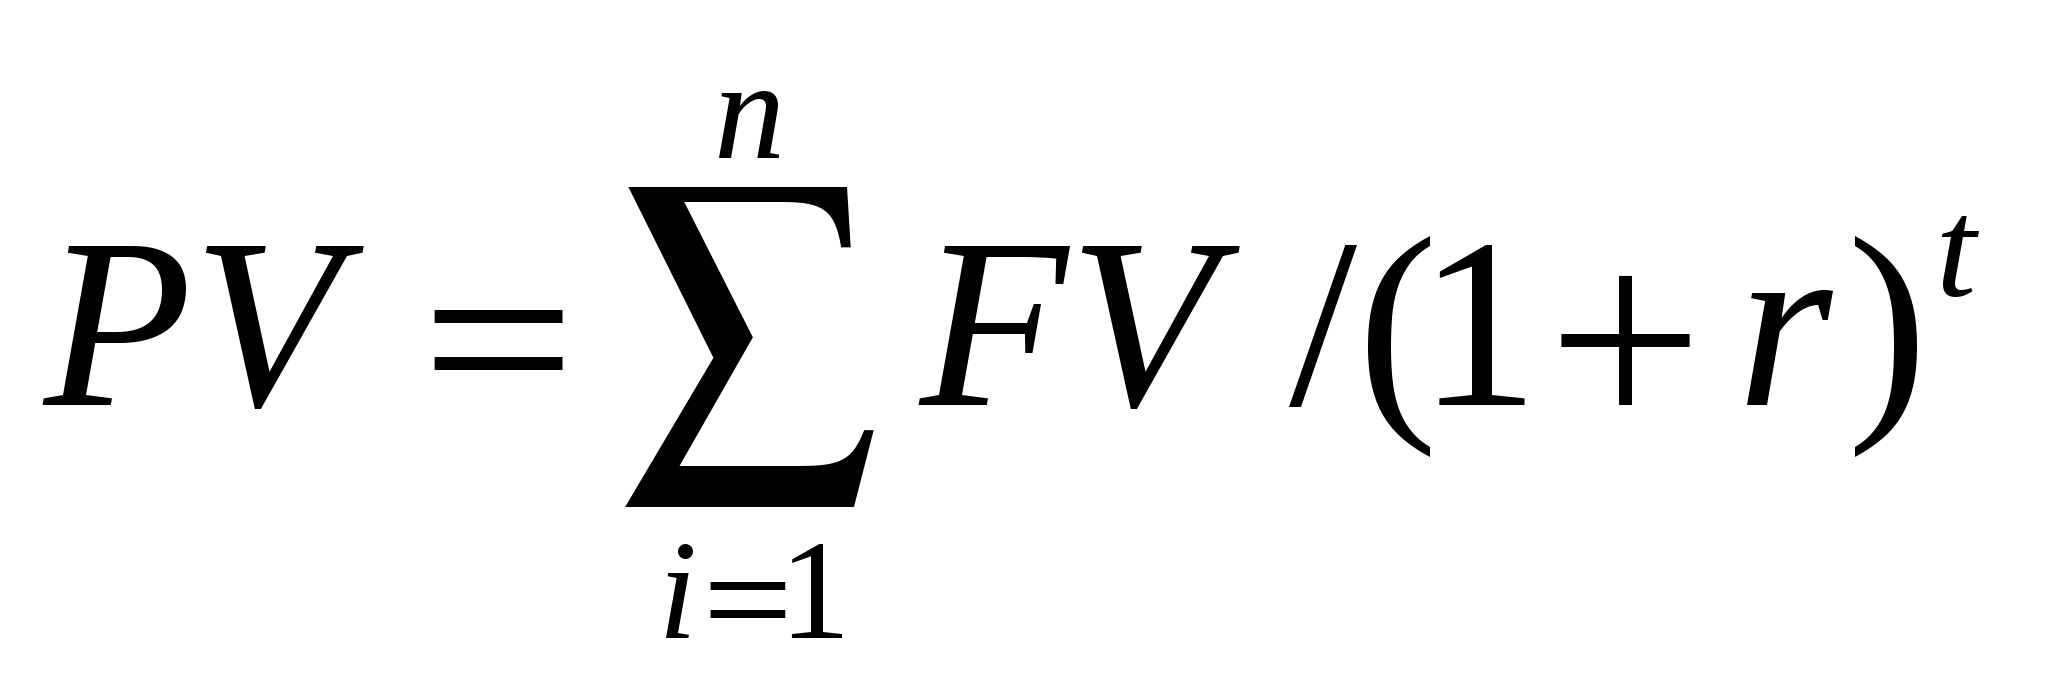 n
PV = ∑ FV /(1+r)^t
i=1